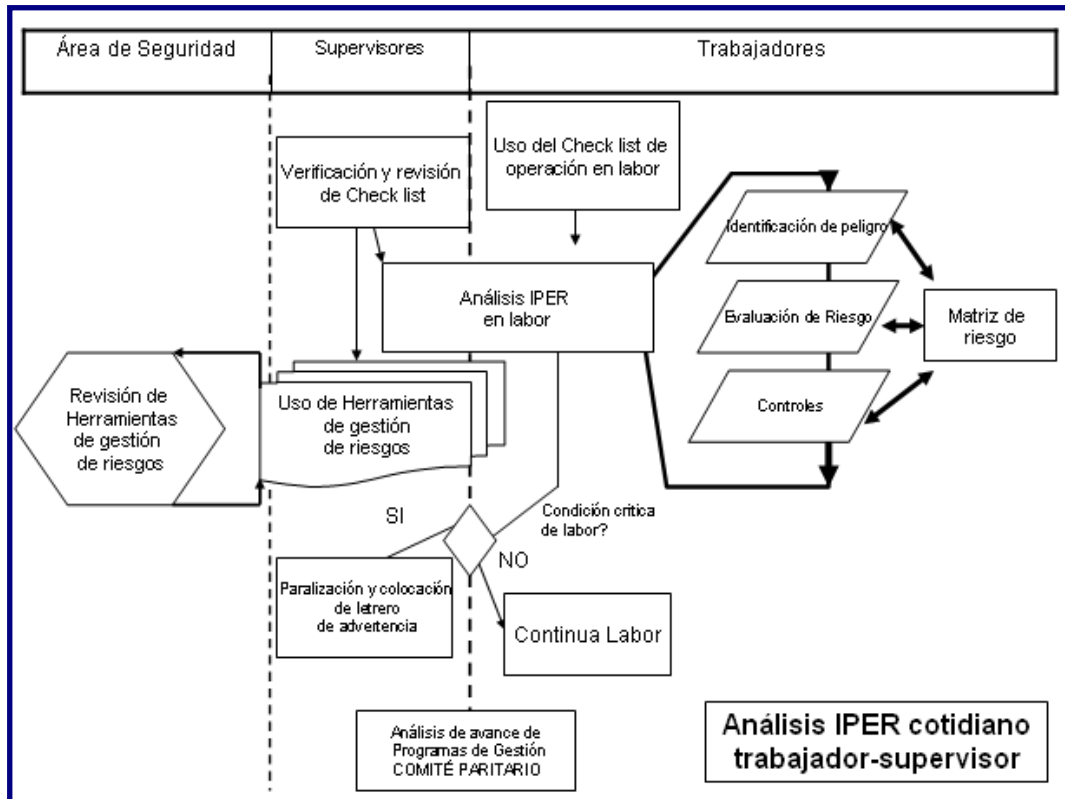 Área de Seguridad
Supervisores
Trabajadores
Verificación y revisión
de Check list
Uso del Check list de
operación en labor
Identificación de peligro
Análisis IPER
en labor
Evaluación de Riesgo
Matriz de
riesgo
Revisión de
Herramientas
de gestión
de riesgos
Uso de Herramientas
de gestión
de riesgos
Controles
SI
Condición critica
de labor?
NO
Paralización y colocación
de letrero
de advertencia
Continua Labor
Análisis de avance de
Programas de Gestión
COMITÉ PARITARIO
Análisis IPER cotidiano
trabajador-supervisor